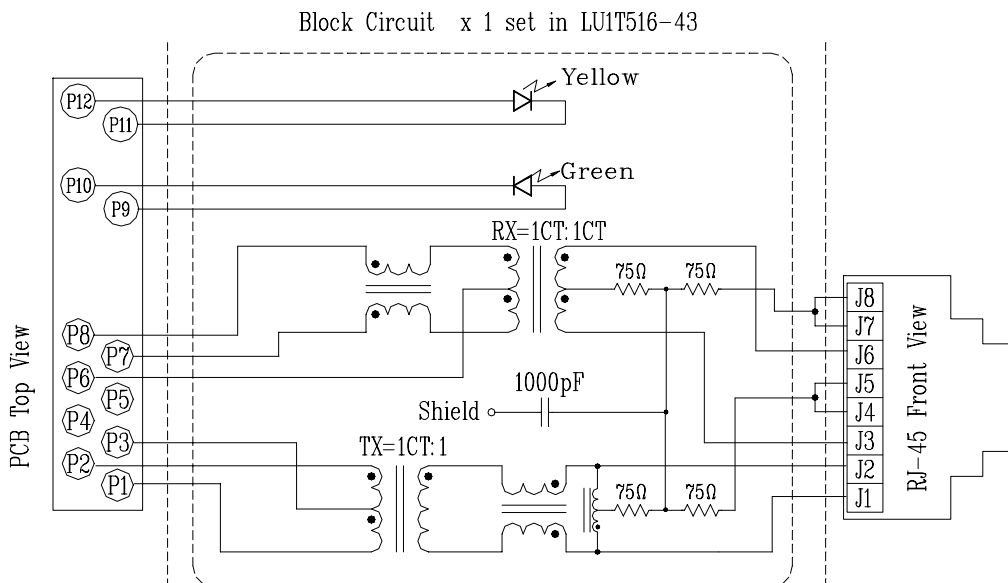 Block Circuit x 1 set in LU1T516-43
P12
Yellow
P11
P10
Green
P9
RX=1CT:1CT
75Ω 75Ω
J8
J7
P8
P7
J6
P6
1000pF
J5
P5
Shield
J4
P4
P3
TX=1CT:1
J3
P2
J2
P1
75Ω 75Ω
J1
PCB Top View
RJ-45 Front View